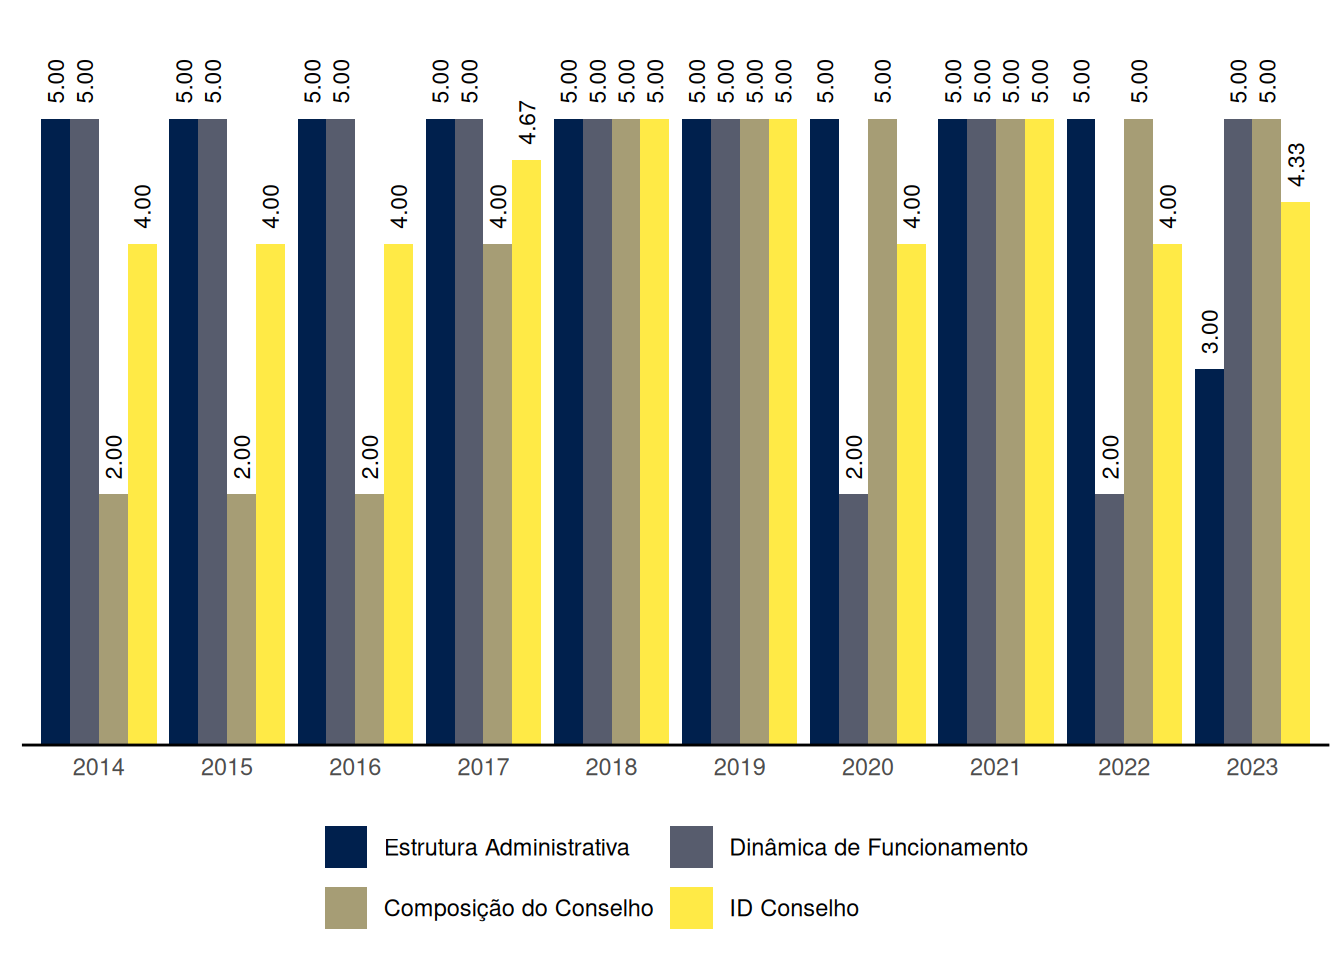 5.00 5.00 2.00 4.00
5.00 5.00 2.00 4.00
5.00 5.00 2.00 4.00
5.00 5.00 4.00 4.67
5.00 5.00 5.00 5.00
5.00 5.00 5.00 5.00
5.00 2.00 5.00 4.00
5.00 5.00 5.00 5.00
5.00 2.00 5.00 4.00
3.00 5.00 5.00 4.33
2014 2015 2016 2017 2018 2019 2020 2021 2022 2023
Estrutura Administrativa Dinâmica de Funcionamento
Composição do Conselho ID Conselho